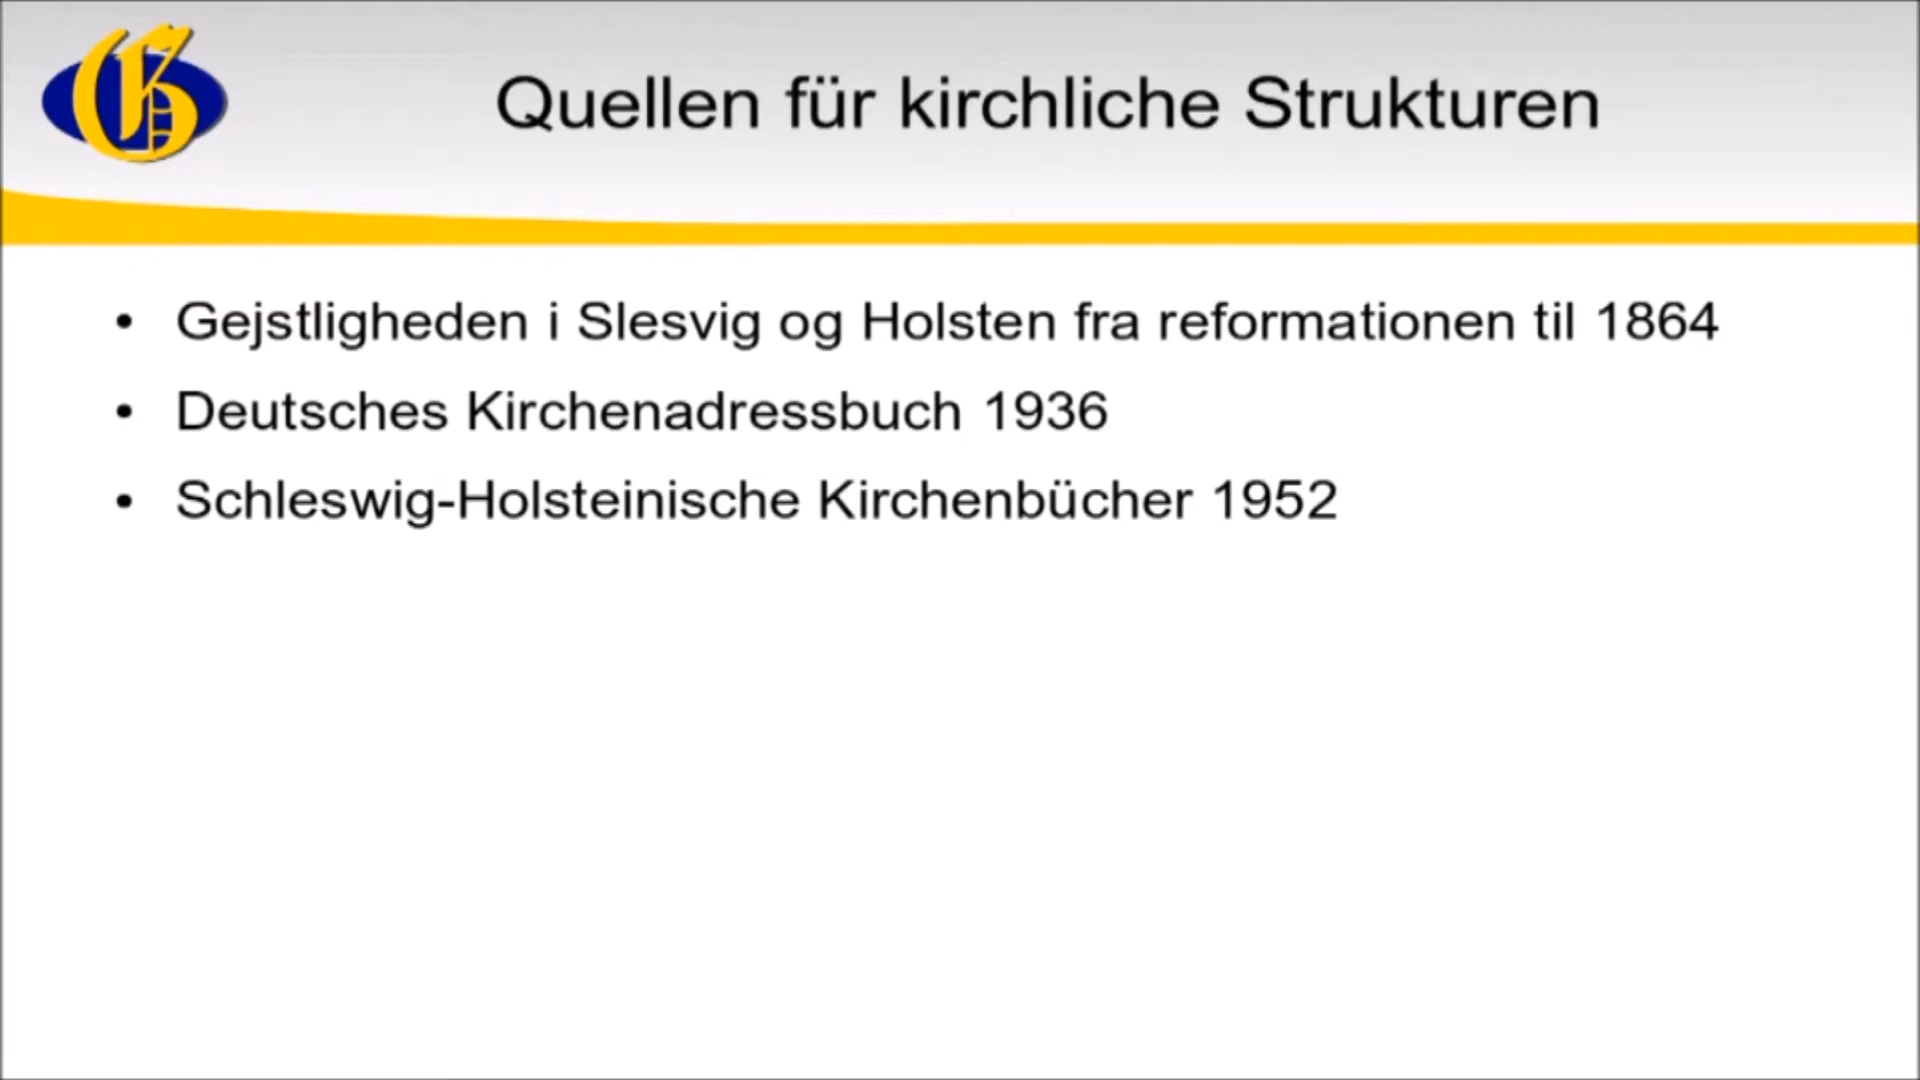 Quellen für kirchliche Strukturen
• Gejstligheden i Slesvig og Holsten fra reformationen til 1864
• Deutsches Kirchenadressbuch 1936
• Schleswig-Holsteinische Kirchenbücher 1952